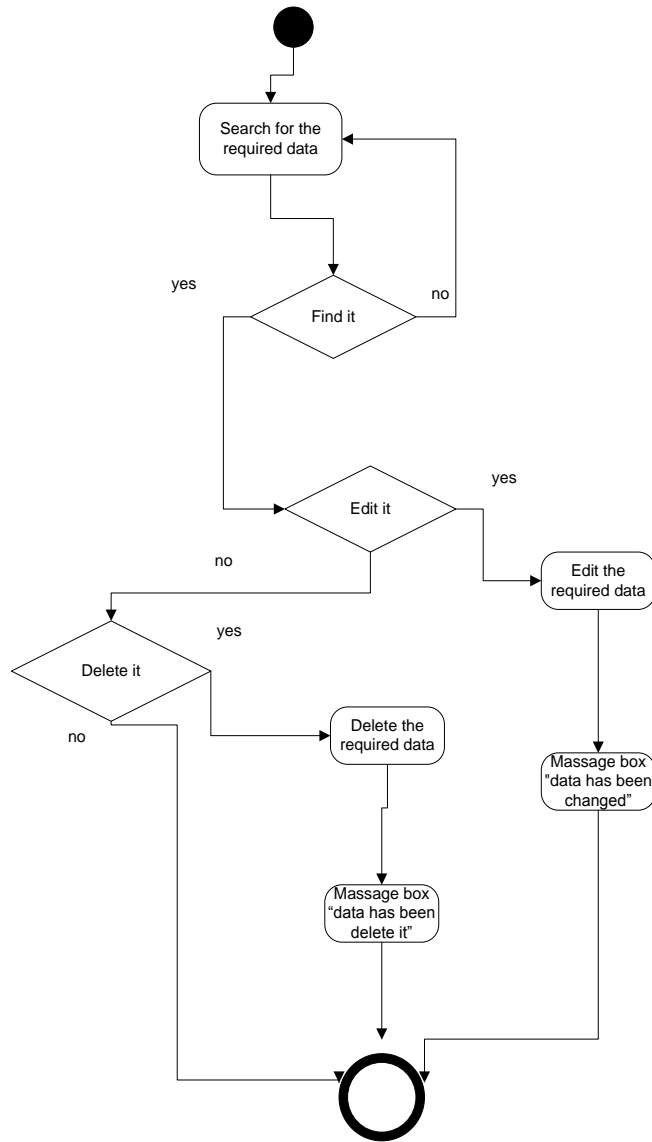 Search for the
required data
yes
no
Find it
yes
Edit it
no
Edit the
required data
yes
Delete it
no
Delete the
required data
Massage box
"data has been
changed”
Massage box
“data has been
delete it”